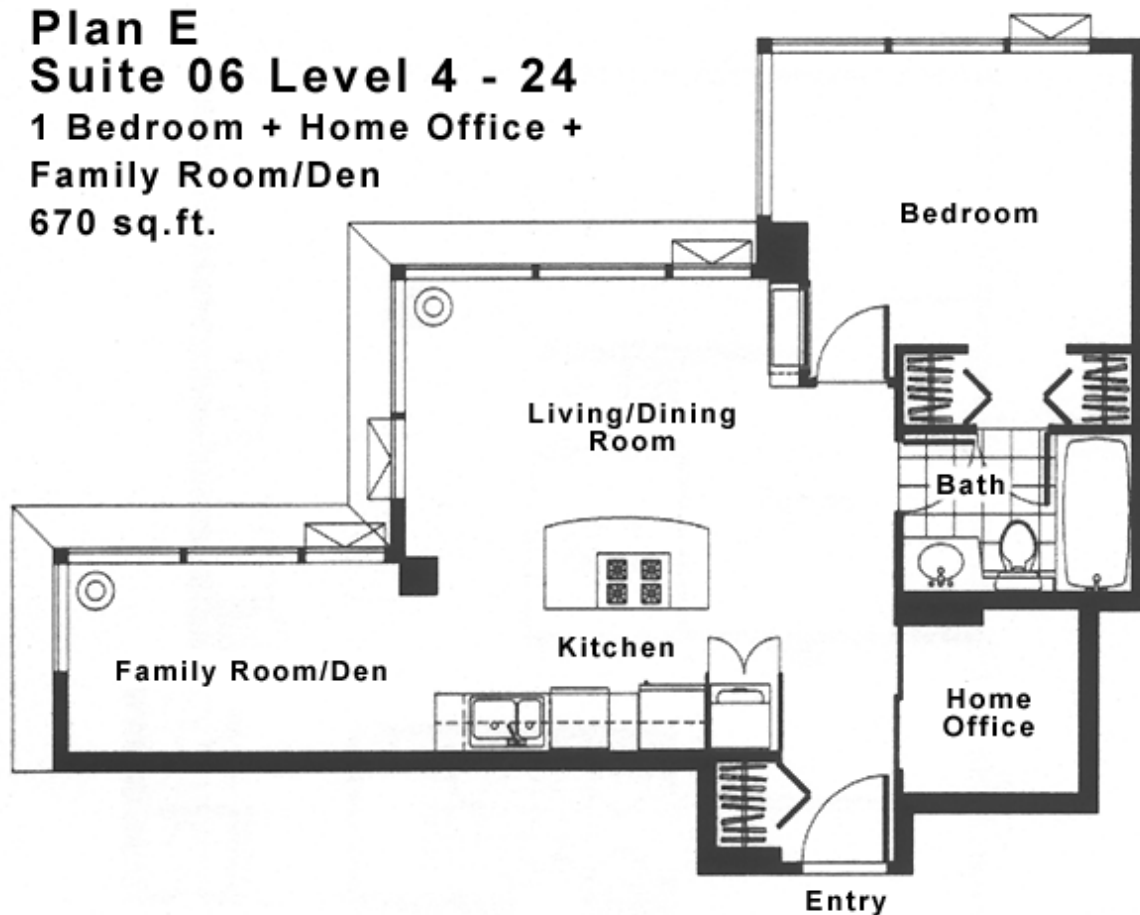 Plan E
Suite 06 Level 4 - 24
1 Bedroom + Home Office +
Family Room/Den
670 sq.ft.
Bedroom
Living/Dining
Room
Bath
Kitchen
Family Room/Den
Home
Office
Entry